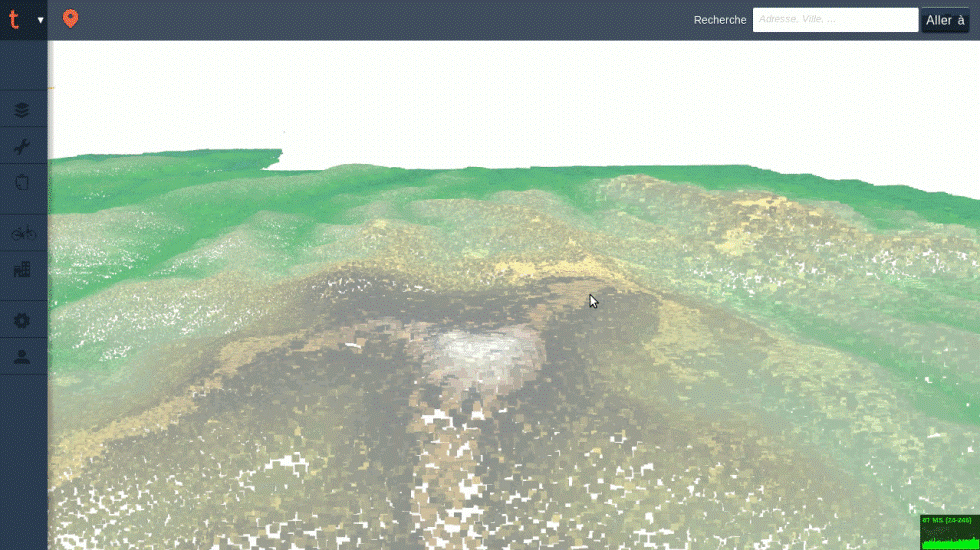 t
Recherche
Adresse, Ville, ...
Aller à